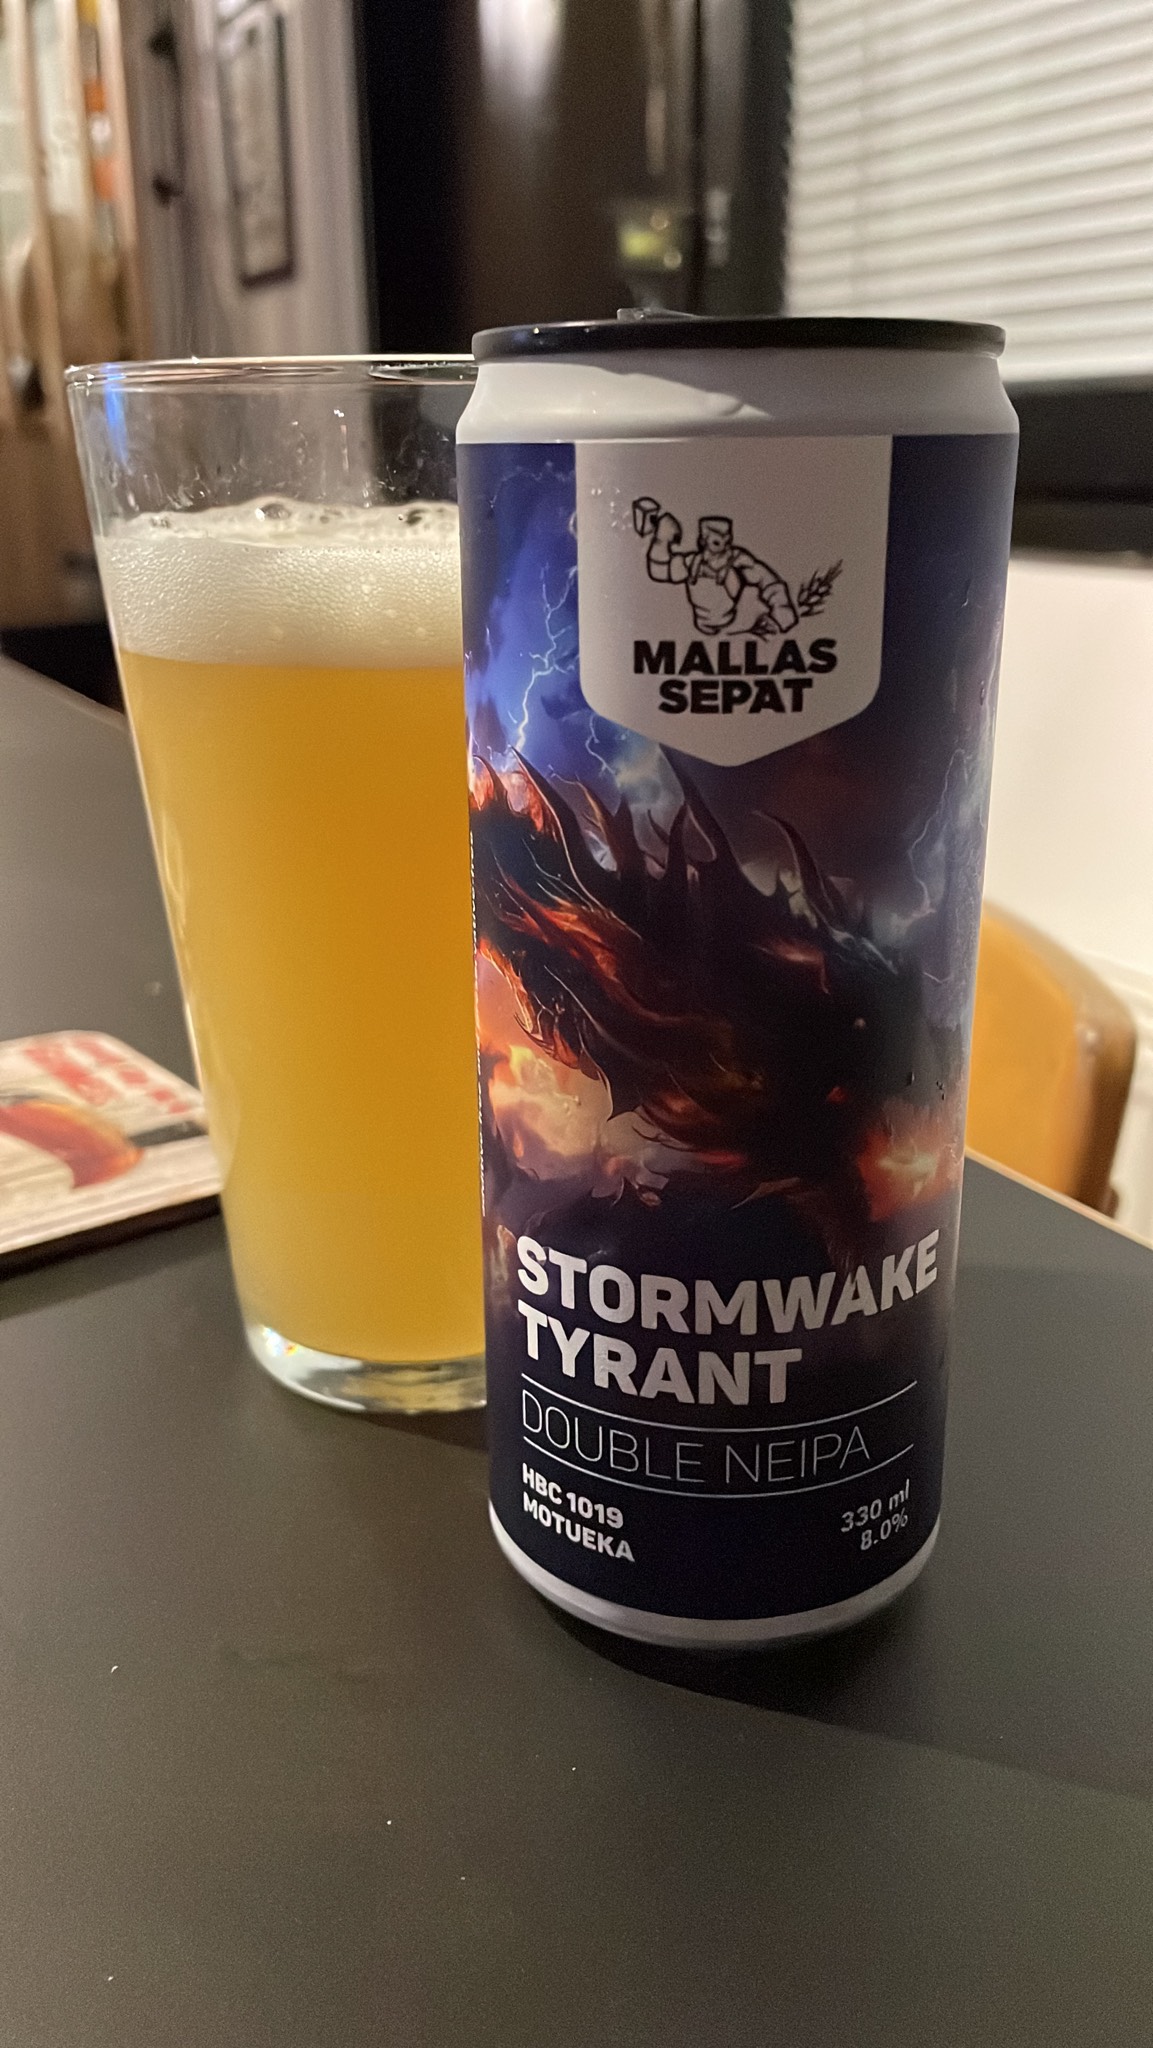 MALLAS
SEPAT
STORMWAKE
TYRANT
DOUBLE NEIPA
HBC 1019
MOTUEKA
330 ml
8.0%